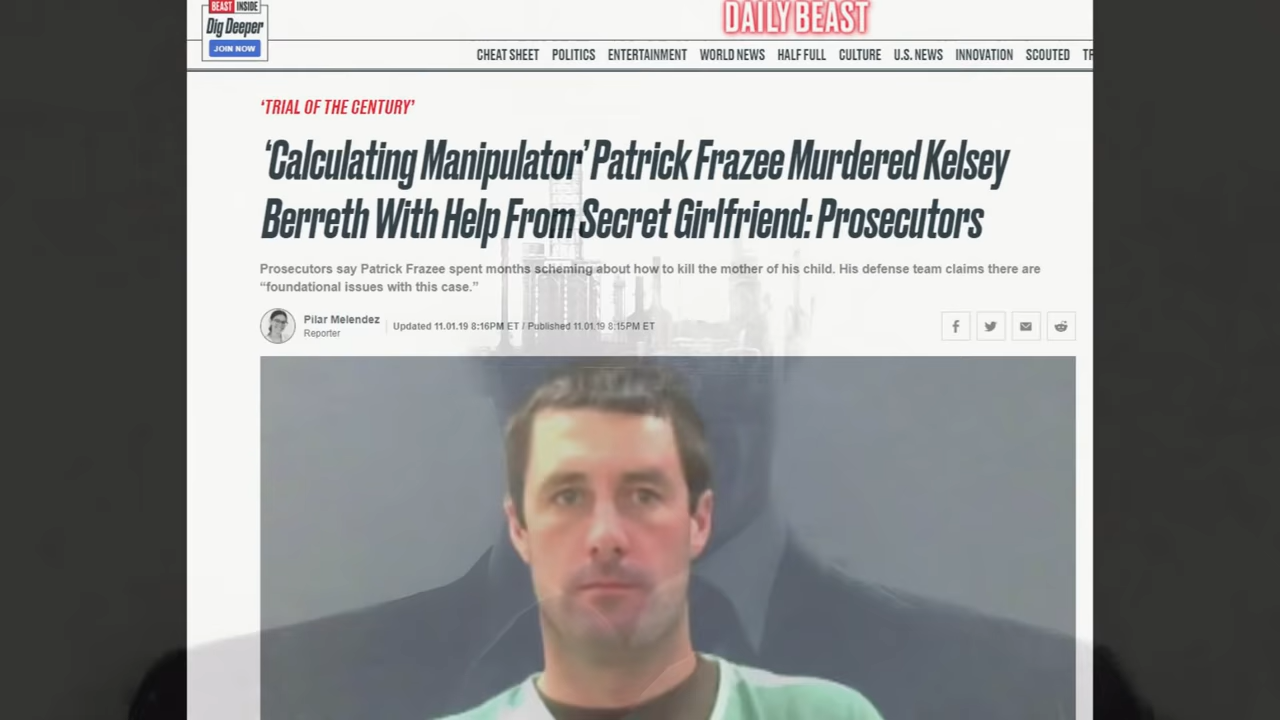 BEAST INSIDE
Dig Deeper
JOIN NOW
DAILY BEAST
CHEAT SHEET POLITICS ENTERTAINMENT WORLD NEWS HALF FULL CULTURE U.S. NEWS INNOVATION SCOUTED
‘TRIAL OF THE CENTURY’
‘Calculating Manipulator’ Patrick Frazee Murdered Kelsey
Berreth With Help From Secret Girlfriend: Prosecutors
Prosecutors say Patrick Frazee spent months scheming about how to kill the mother of his child. His defense team claims there are
“foundational issues with this case.”
Pilar Melendez
Reporter
Updated 11.01.19 8:16PM ET / Published 11.01.19 8:15PM ET